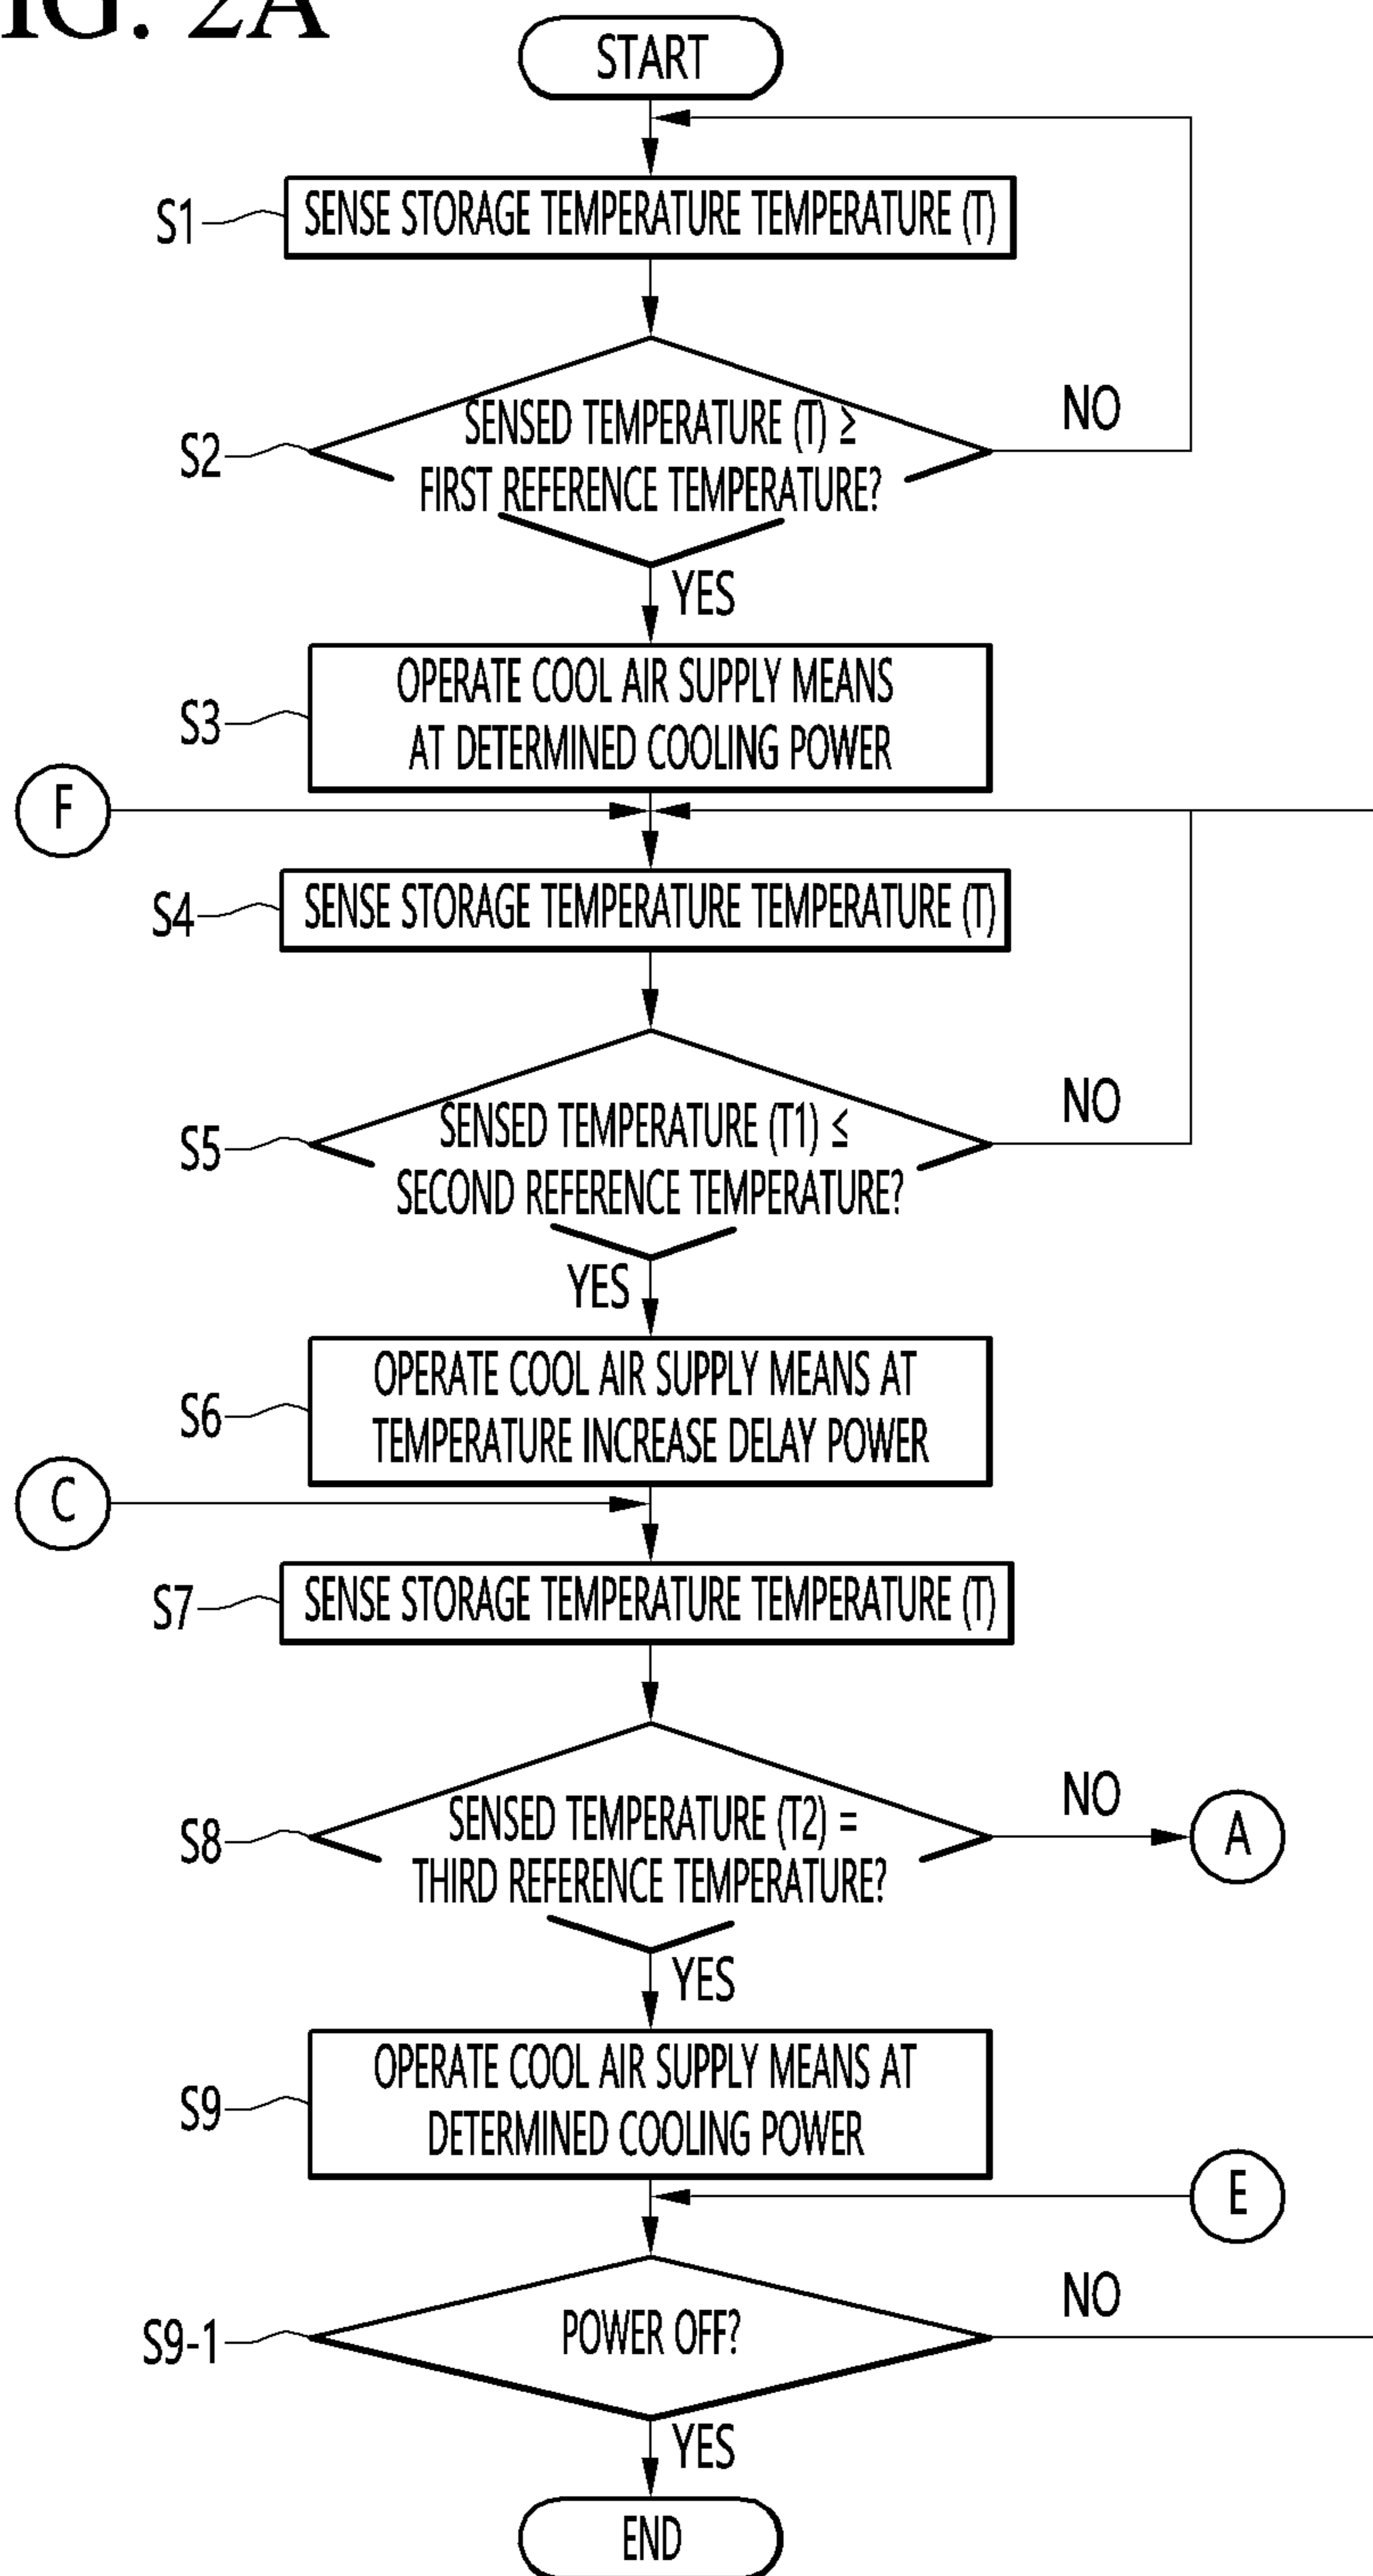 IG. 2A
START
S1
SENSE STORAGE TEMPERATURE TEMPERATURE (T)
S2
SENSED TEMPERATURE (T) ≥
FIRST REFERENCE TEMPERATURE?
NO
YES
S3
OPERATE COOL AIR SUPPLY MEANS
AT DETERMINED COOLING POWER
F
S4
SENSE STORAGE TEMPERATURE TEMPERATURE (T)
S5
SENSED TEMPERATURE (T1) ≤
SECOND REFERENCE TEMPERATURE?
NO
YES
S6
OPERATE COOL AIR SUPPLY MEANS AT
TEMPERATURE INCREASE DELAY POWER
C
S7
SENSE STORAGE TEMPERATURE TEMPERATURE (T)
S8
SENSED TEMPERATURE (T2) =
THIRD REFERENCE TEMPERATURE?
NO
A
YES
S9
OPERATE COOL AIR SUPPLY MEANS AT
DETERMINED COOLING POWER
E
S9-1
POWER OFF?
NO
YES
END